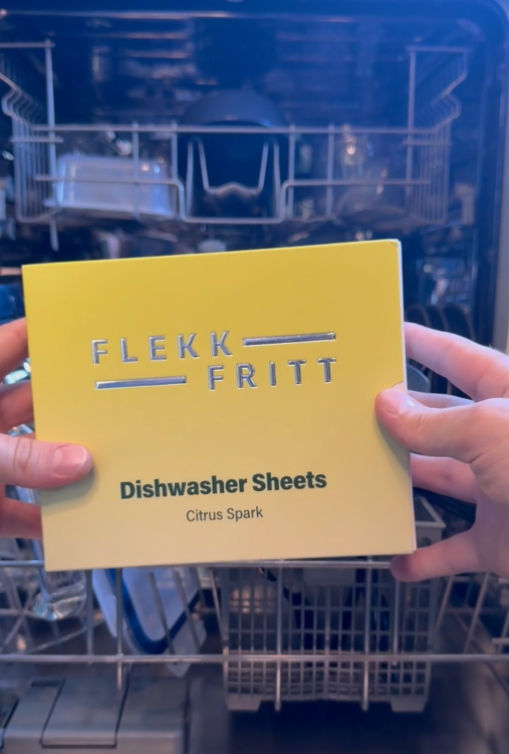 FLEKK
FRITT
Dishwasher Sheets
Citrus Spark